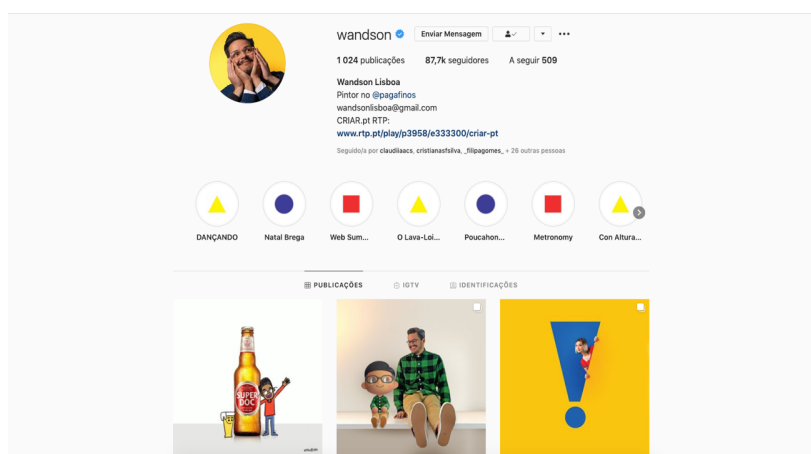 wandson Enviar Mensagem
1 024 publicações 87,7k seguidores A seguir 509
Wandson Lisboa
Pintor no @pagafinos
wandsonlisboa@gmail.com
CRIAR.pt RTP:
www.rtp.pt/play/p3958/e333300/criar-pt
Seguido/a por claudiiaacs, cristianasfsilva, _filipagomes_ + 26 outras pessoas
DANÇANDO Natal Brega Web Sum... O Lava-Loi... Poucahon... Metronomy Con Altura...
PUBLICAÇÕES IGTV IDENTIFICAÇÕES
SUPER
DOC